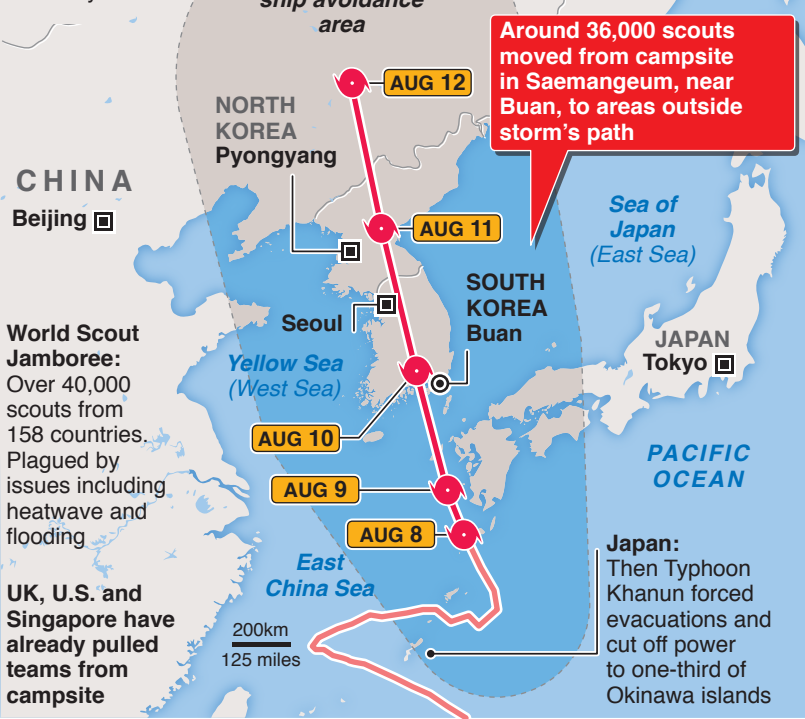 ship avoidance
area
Around 36,000 scouts
moved from campsite
in Saemangeum, near
Buan, to areas outside
storm's path
AUG 12
NORTH
KOREA
Pyongyang
CHINA
Beijing
AUG 11
Sea of
Japan
(East Sea)
SOUTH
KOREA
Buan
Seoul
JAPAN
Tokyo
World Scout
Jamboree:
Over 40,000
scouts from
158 countries.
Plagued by
issues including
heatwave and
flooding
Yellow Sea
(West Sea)
AUG 10
PACIFIC
OCEAN
AUG 9
AUG 8
East
China Sea
Japan:
Then Typhoon
Khanun forced
evacuations and
cut off power
to one-third of
Okinawa islands
UK, U.S. and
Singapore have
already pulled
teams from
campsite
200km
125 miles